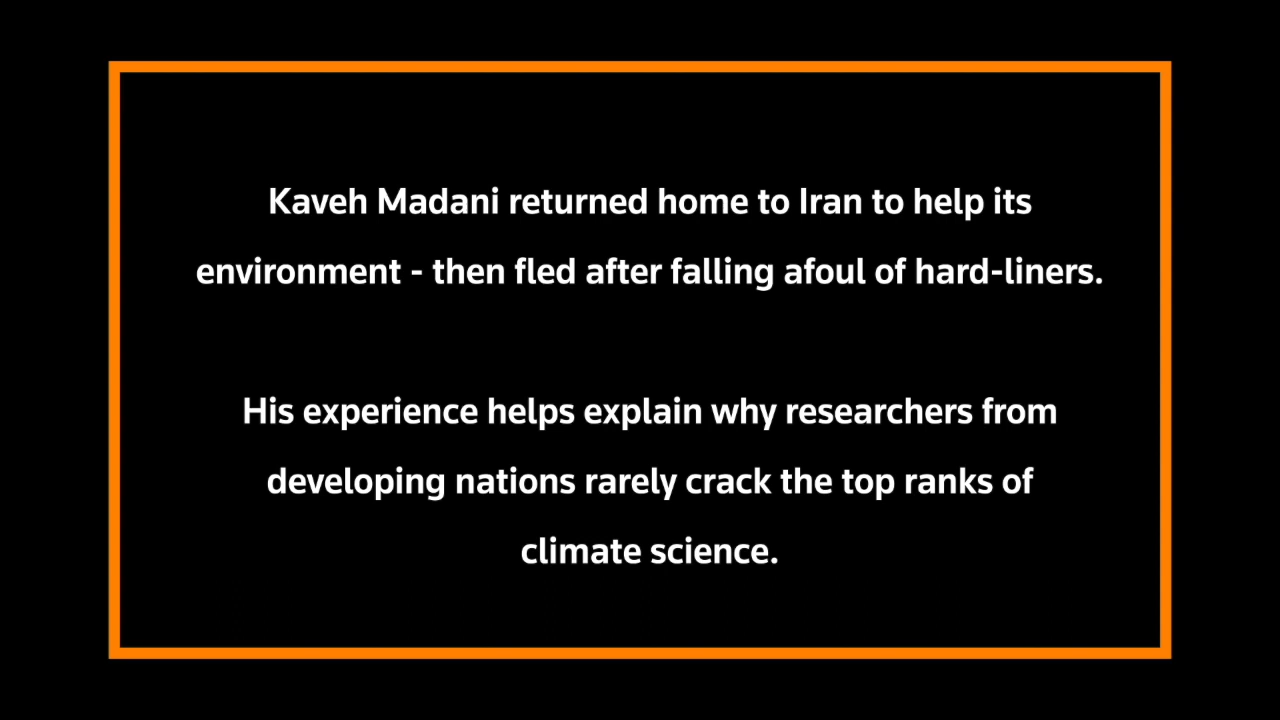 Kaveh Madani returned home to Iran to help its
environment - then fled after falling afoul of hard-liners.
His experience helps explain why researchers from
developing nations rarely crack the top ranks of
climate science.